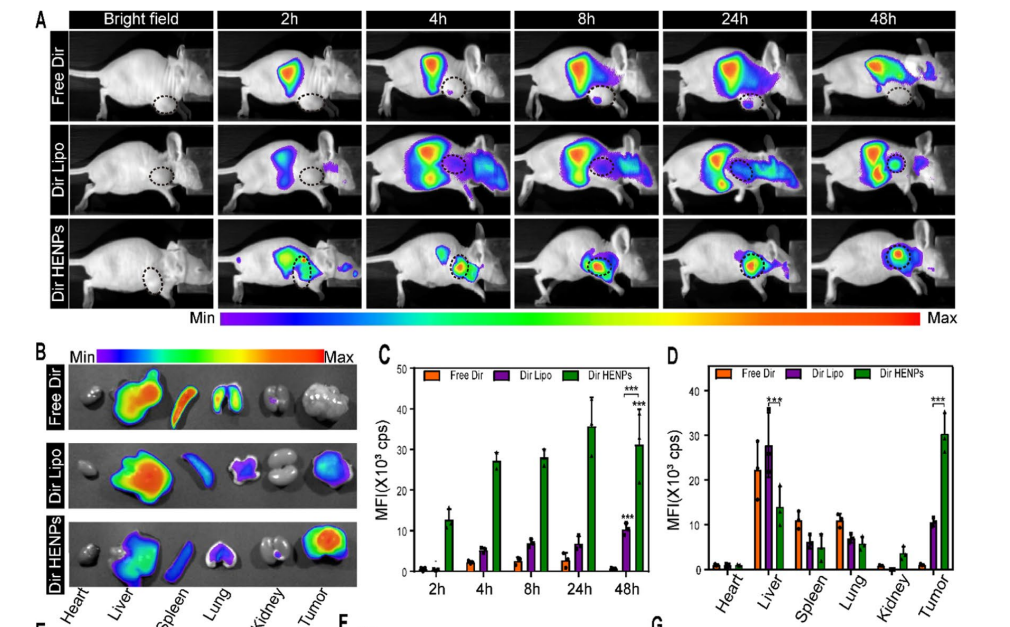 A
Bright field 2h 4h 8h 24h 48h
Free Dir
Dir Lipo
Dir HENPs
Min Max
B
Min Max
Free Dir
Dir Lipo
Dir HENPs
Heart Liver Spleen Lung Kidney Tumor
C
Free Dir Dir Lipo Dir HENPs
MFI(X10³ cps)
50
40
30
20
10
0
***
***
***
2h 4h 8h 24h 48h
D
Free Dir Dir Lipo Dir HENPs
MFI(X10³ cps)
40
30
20
10
0
***
***
Heart Liver Spleen Lung Kidney Tumor
G